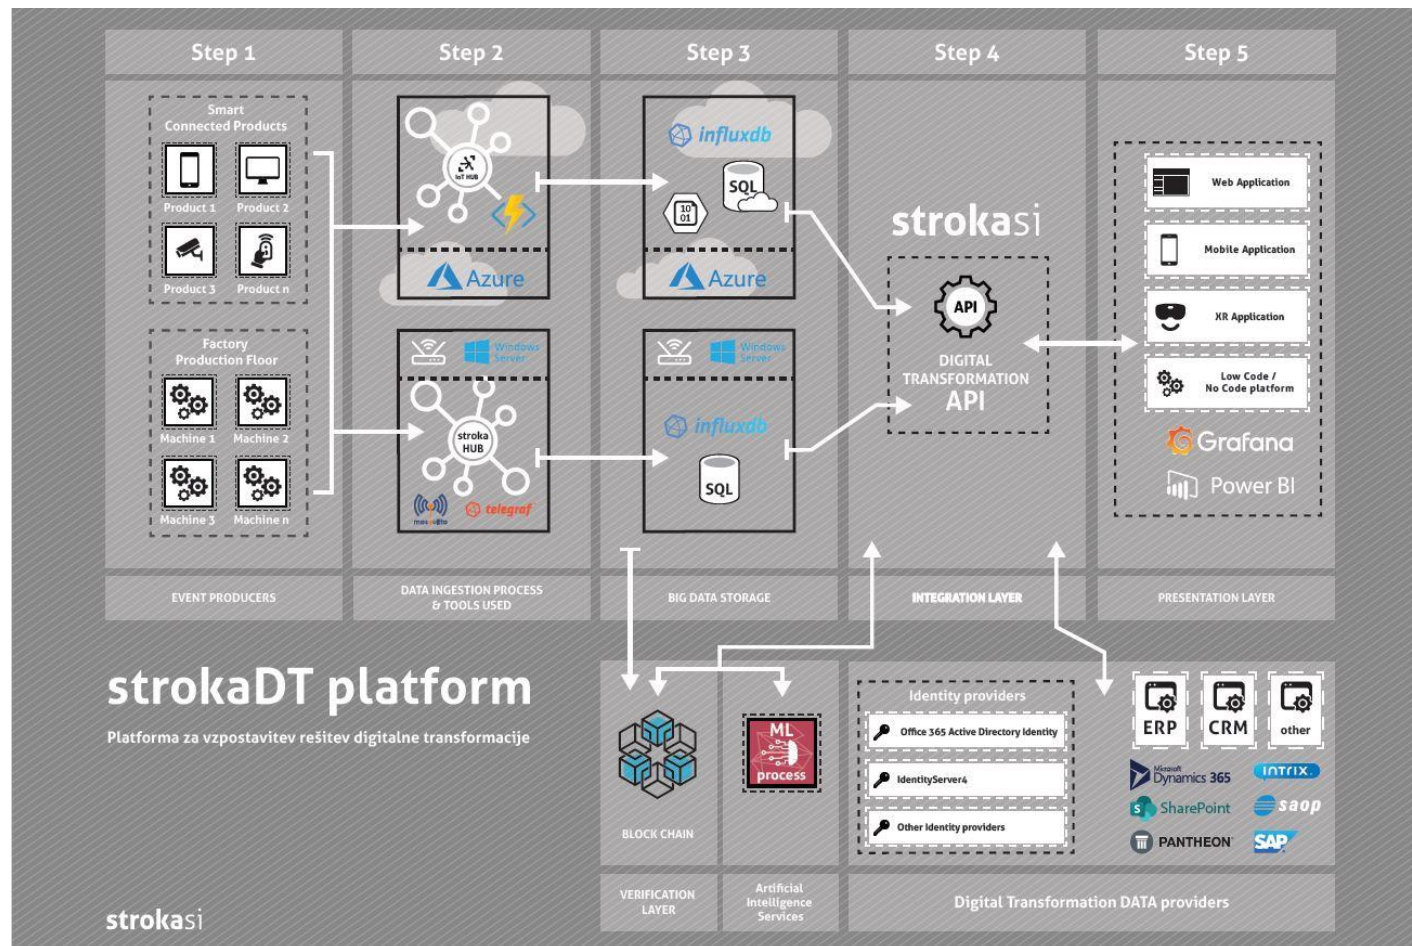 Step 1
Step 2
Step 3
Step 4
Step 5
Smart
Connected Products
Product 1
Product 2
Product 3
Product n
Factory
Production Floor
Machine 1
Machine 2
Machine 3
Machine n
IoT HUB
Azure
Windows
Server
stroka
HUB
mosquitto
telegraf
influxdb
SQL
10
01
Azure
Windows
Server
influxdb
SQL
strokasi
API
DIGITAL
TRANSFORMATION
API
Web Application
Mobile Application
XR Application
Low Code /
No Code platform
Grafana
Power BI
EVENT PRODUCERS
DATA INGESTION PROCESS
& TOOLS USED
BIG DATA STORAGE
INTEGRATION LAYER
PRESENTATION LAYER
strokaDT platform
Platforma za vzpostavitev rešitev digitalne transformacije
strokasi
BLOCK CHAIN
VERIFICATION
LAYER
ML
process
Artificial
Intelligence
Services
Identity providers
Office 365 Active Directory Identity
IdentityServer4
Other Identity providers
ERP
CRM
other
Microsoft
Dynamics 365
INTRIX.
S SharePoint
saop
PANTHEON
SAP
Digital Transformation DATA providers